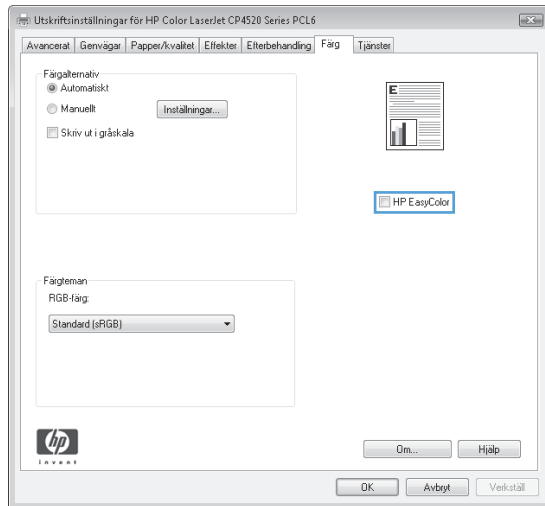 Utskriftsinställningar för HP Color LaserJet CP4520 Series PCL6
Avancerat Genvägar Papper/kvalitet Effekter Efterbehandling Färg Tjänster
Färgalternativ
Automatiskt
Manuellt Inställningar...
Skriv ut i gråskala
E
HP EasyColor
Färgteman
RGB-färg:
Standard (sRGB)
hp
invent
Om... Hjälp
OK Avbryt Verkställ